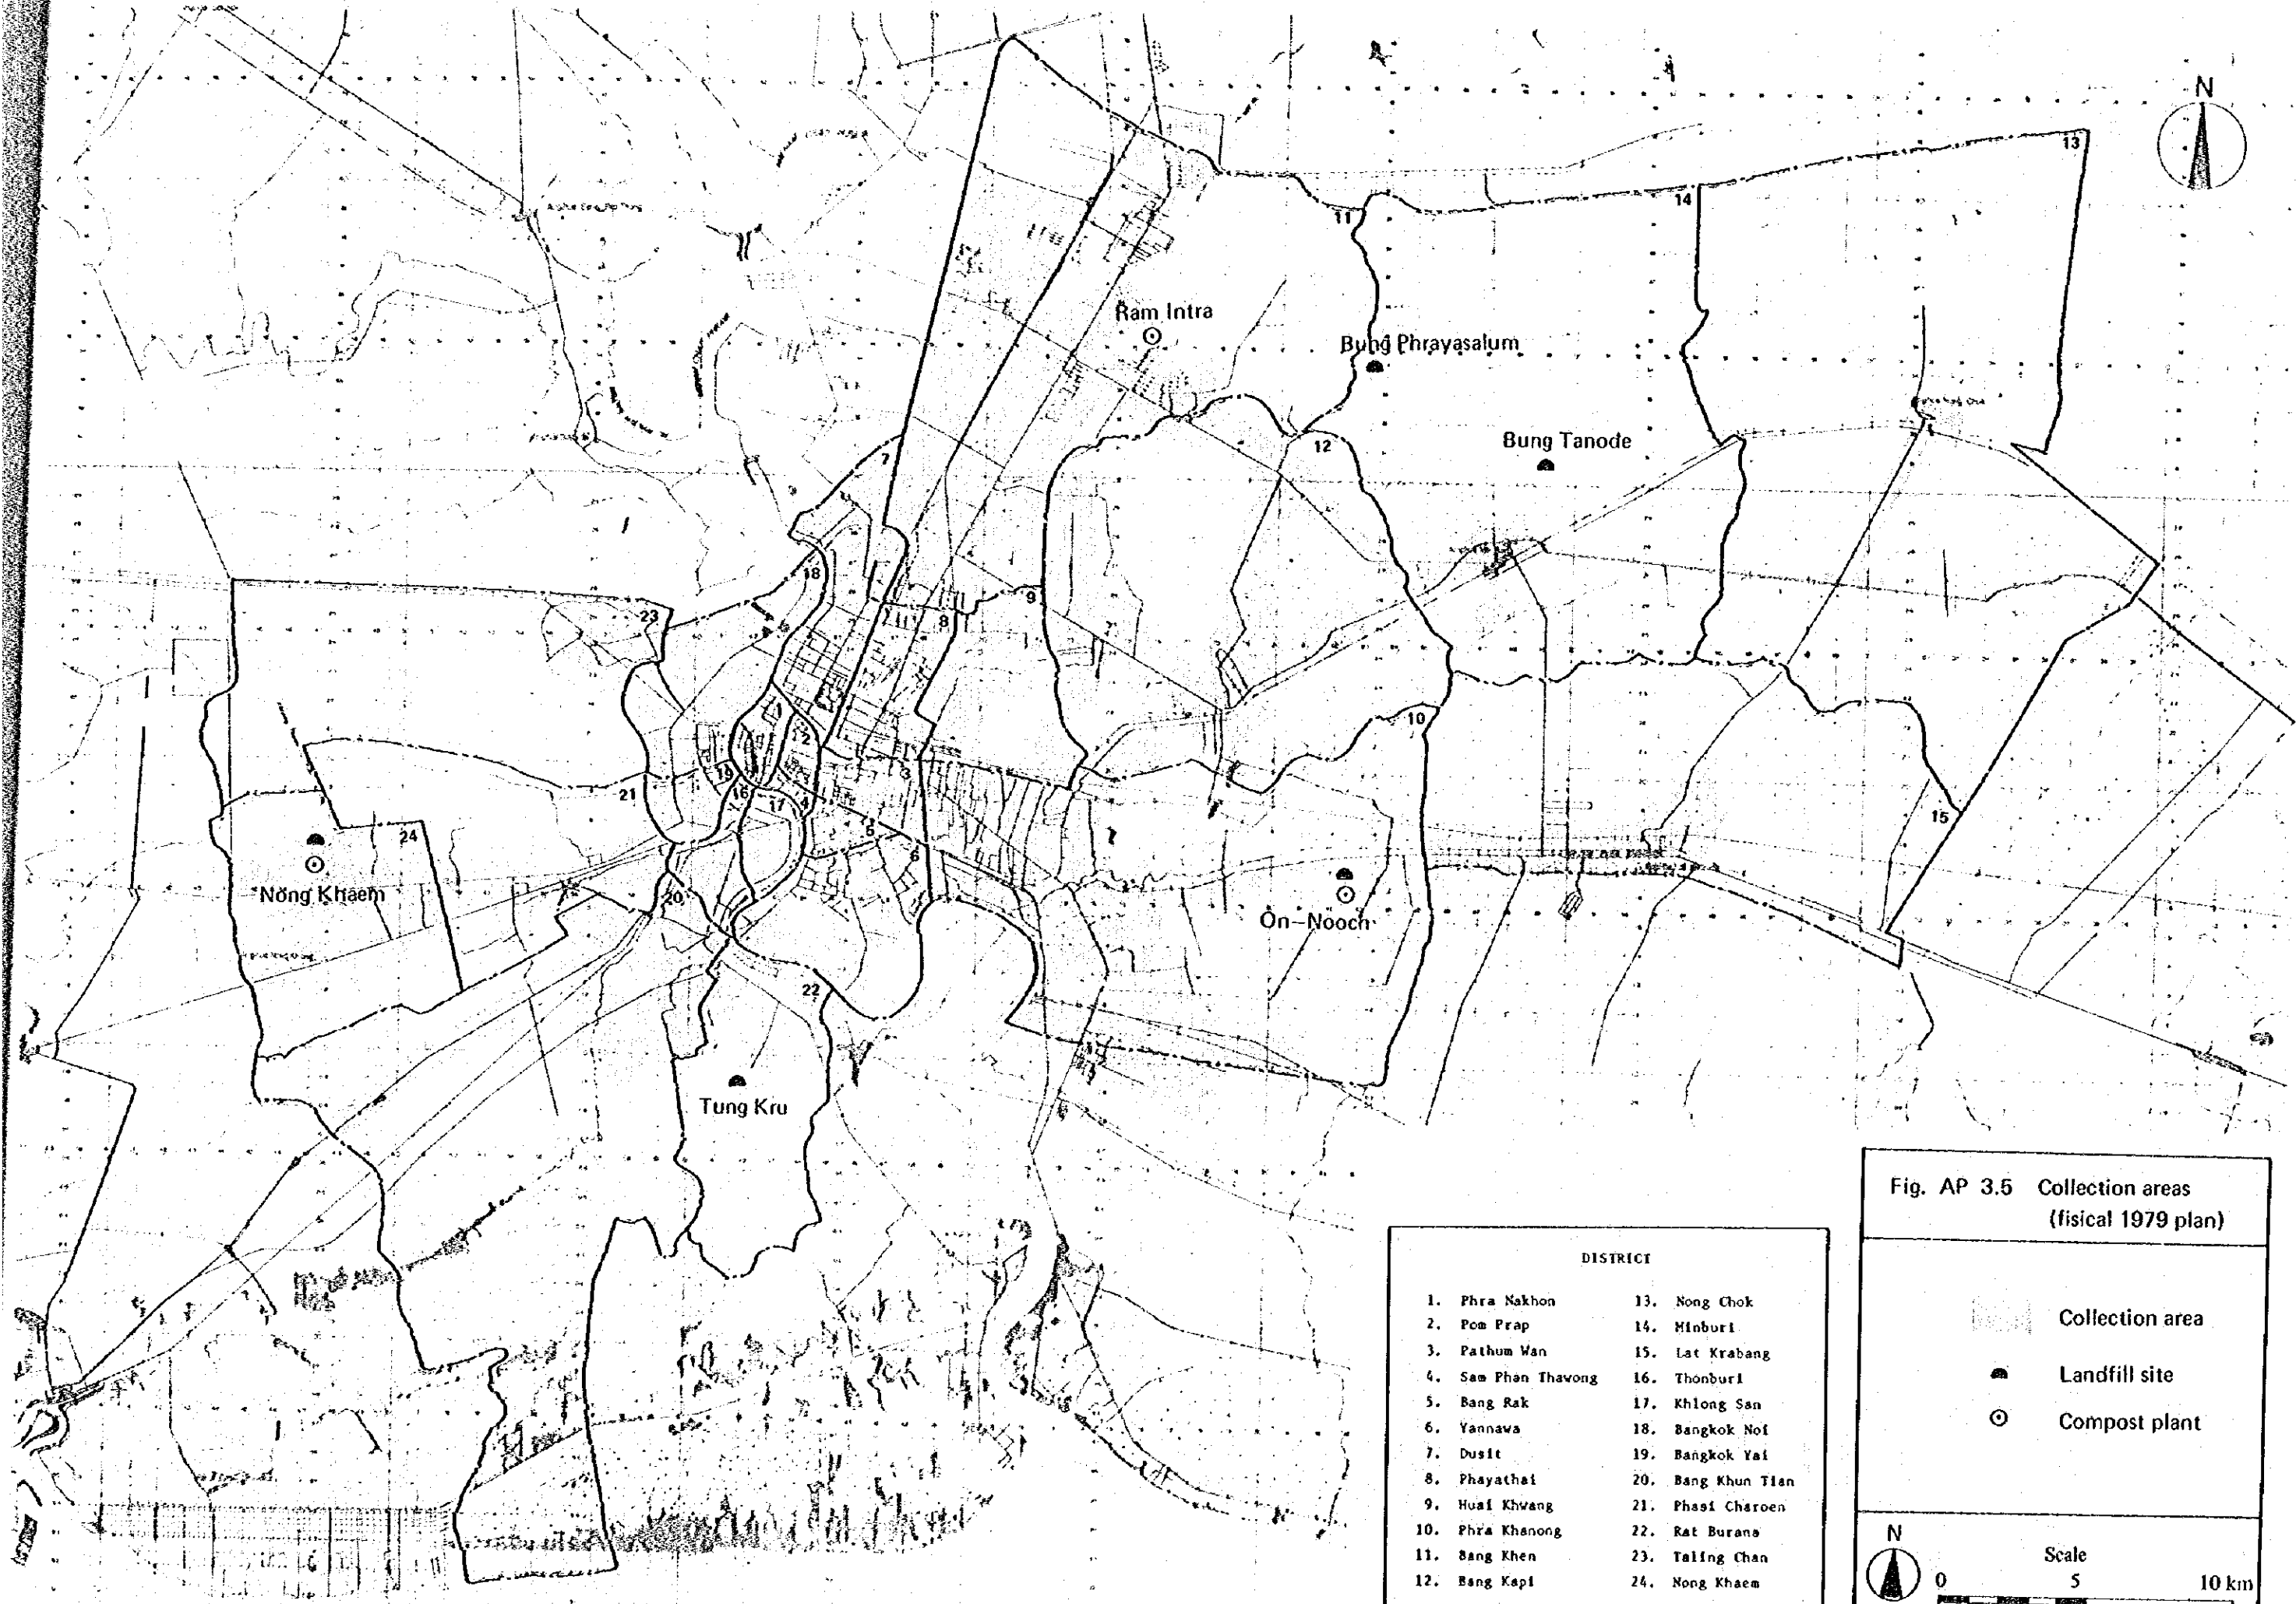 N
13
14
11
Ram Intra
Bung Phrayasalum
12
Bung Tanode
7
18
9
23
8
10
2
3
19
21
16
17
4
15
5
24
6
Nong Khaem
20
On-Nooch
22
Tung Kru
Fig. AP 3.5 Collection areas
(fisical 1979 plan)
Collection area
Landfill site
Compost plant
N
Scale
0 5 10 km
DISTRICT
1. Phra Nakhon
2. Pom Prap
3. Pathum Wan
4. Sam Phan Thawong
5. Bang Rak
6. Yannawa
7. Dusit
8. Phayathai
9. Huai Khwang
10. Phra Khanong
11. Bang Khen
12. Bang Kapi
13. Nong Chok
14. Minburi
15. Lat Krabang
16. Thonburi
17. Khlong San
18. Bangkok Noi
19. Bangkok Yai
20. Bang Khun Tian
21. Phasi Charoen
22. Rat Burana
23. Taling Chan
24. Nong Khaem